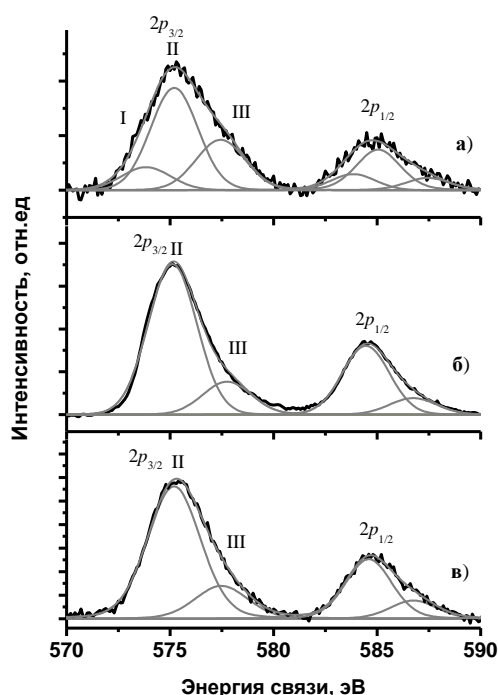 2p3/2
II
I
III
2p1/2
а)
2p3/2 II
III
2p1/2
б)
2p3/2 II
III
2p1/2
в)
Интенсивность, отн.ед
570 575 580 585 590
Энергия связи, эВ